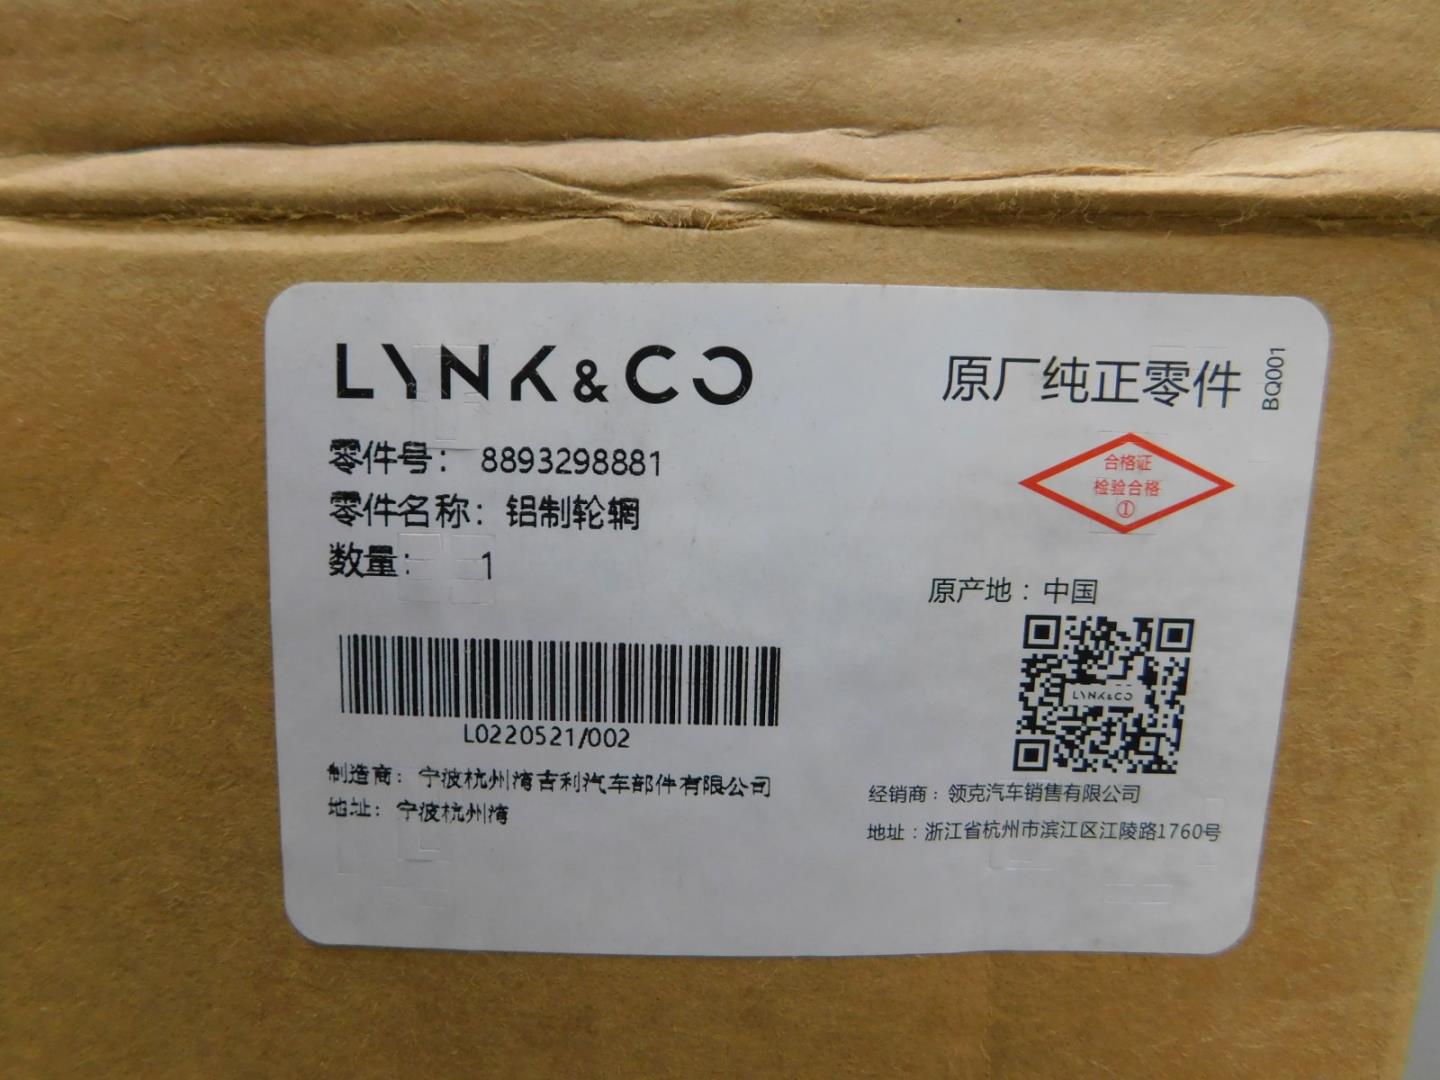 LYNK&CO
原厂纯正零件
BQ001
零件号：8893298881
零件名称：铝制轮辋
数量：1
合格证
检验合格
①
原产地：中国
LYNK&CO
L0220521/002
制造商：宁波杭州湾吉利汽车部件有限公司
地址：宁波杭州湾
经销商：领克汽车销售有限公司
地址：浙江省杭州市滨江区江陵路1760号